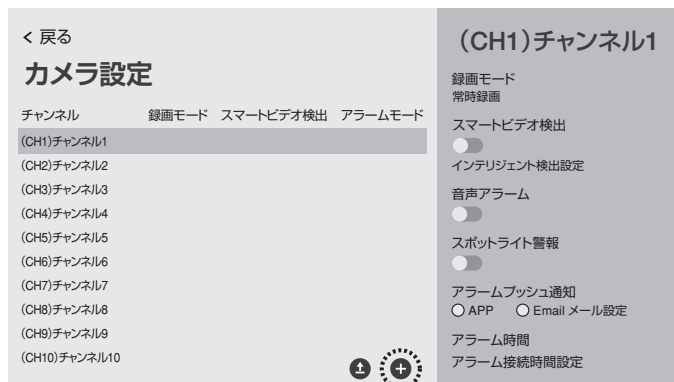 < 戻る
カメラ設定
チャンネル 録画モード スマートビデオ検出 アラームモード
(CH1)チャンネル1
(CH2)チャンネル2
(CH3)チャンネル3
(CH4)チャンネル4
(CH5)チャンネル5
(CH6)チャンネル6
(CH7)チャンネル7
(CH8)チャンネル8
(CH9)チャンネル9
(CH10)チャンネル10
(CH1)チャンネル1
録画モード
常時録画
スマートビデオ検出
インテリジェント検出設定
音声アラーム
スポットライト警報
アラームプッシュ通知
APP Email メール設定
アラーム時間
アラーム接続時間設定